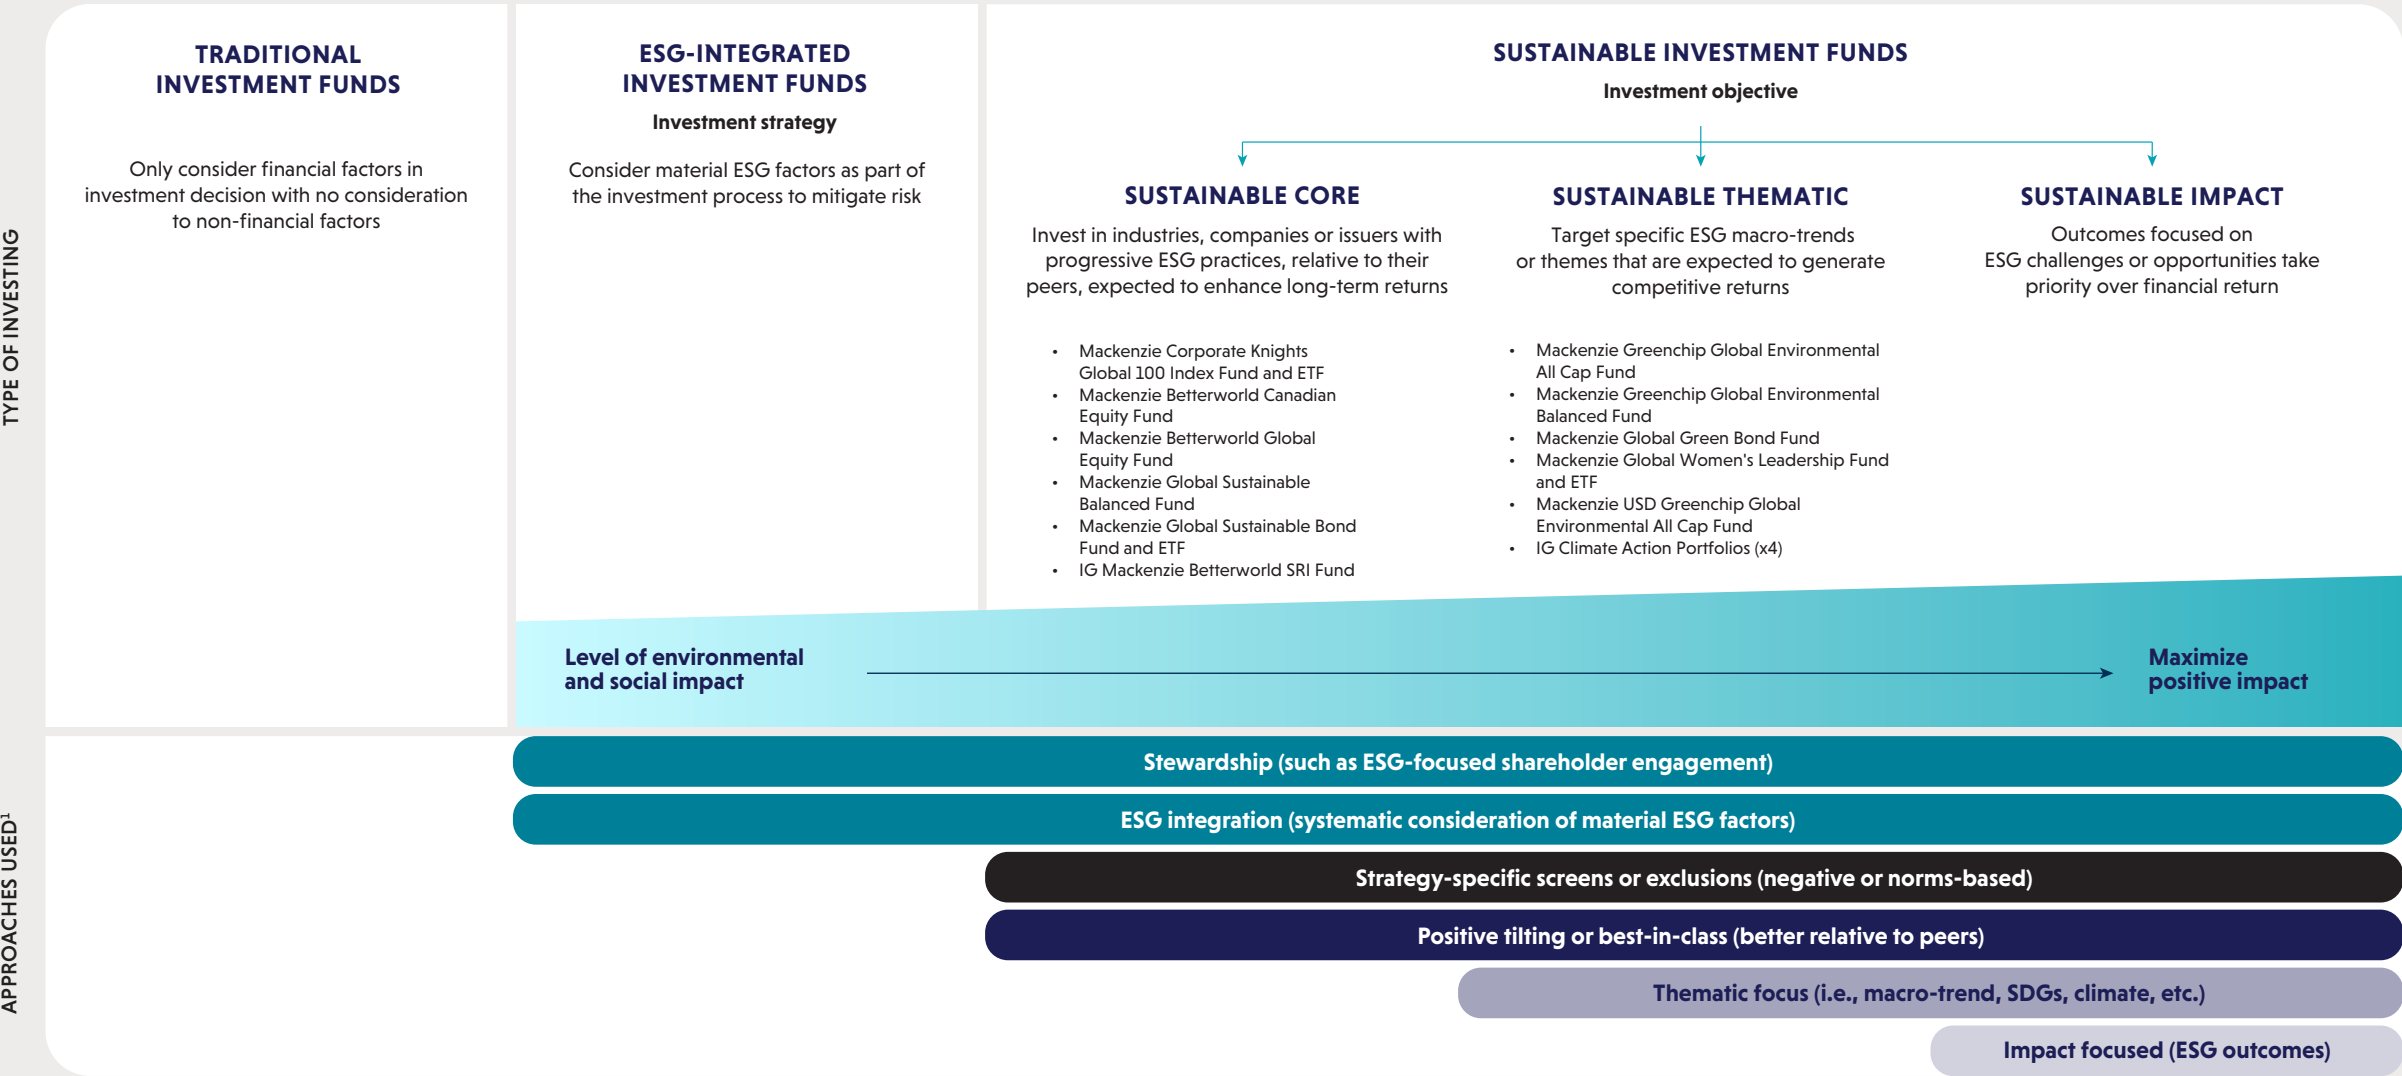 TYPE OF INVESTING
TRADITIONAL
INVESTMENT FUNDS
Only consider financial factors in
investment decision with no consideration
to non-financial factors
ESG-INTEGRATED
INVESTMENT FUNDS
Investment strategy
Consider material ESG factors as part of
the investment process to mitigate risk
SUSTAINABLE INVESTMENT FUNDS
Investment objective
SUSTAINABLE CORE
Invest in industries, companies or issuers with
progressive ESG practices, relative to their
peers, expected to enhance long-term returns
• Mackenzie Corporate Knights
Global 100 Index Fund and ETF
• Mackenzie Betterworld Canadian
Equity Fund
• Mackenzie Betterworld Global
Equity Fund
• Mackenzie Global Sustainable
Balanced Fund
• Mackenzie Global Sustainable Bond
Fund and ETF
• IG Mackenzie Betterworld SRI Fund
SUSTAINABLE THEMATIC
Target specific ESG macro-trends
or themes that are expected to generate
competitive returns
• Mackenzie Greenchip Global Environmental
All Cap Fund
• Mackenzie Greenchip Global Environmental
Balanced Fund
• Mackenzie Global Green Bond Fund
• Mackenzie Global Women's Leadership Fund
and ETF
• Mackenzie USD Greenchip Global
Environmental All Cap Fund
• IG Climate Action Portfolios (x4)
SUSTAINABLE IMPACT
Outcomes focused on
ESG challenges or opportunities take
priority over financial return
Level of environmental
and social impact
Maximize
positive impact
APPROACHES USED¹
Stewardship (such as ESG-focused shareholder engagement)
ESG integration (systematic consideration of material ESG factors)
Strategy-specific screens or exclusions (negative or norms-based)
Positive tilting or best-in-class (better relative to peers)
Thematic focus (i.e., macro-trend, SDGs, climate, etc.)
Impact focused (ESG outcomes)